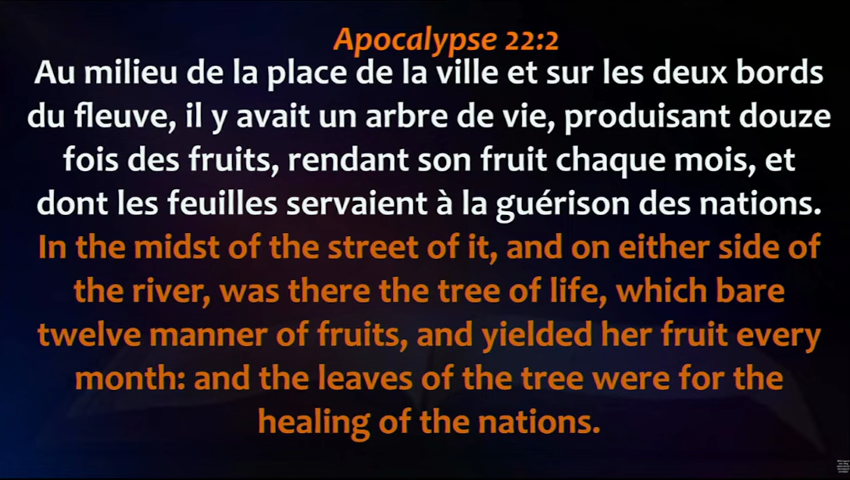 Apocalypse 22:2
Au milieu de la place de la ville et sur les deux bords
du fleuve, il y avait un arbre de vie, produisant douze
fois des fruits, rendant son fruit chaque mois, et
dont les feuilles servaient à la guérison des nations.
In the midst of the street of it, and on either side of
the river, was there the tree of life, which bare
twelve manner of fruits, and yielded her fruit every
month: and the leaves of the tree were for the
healing of the nations.